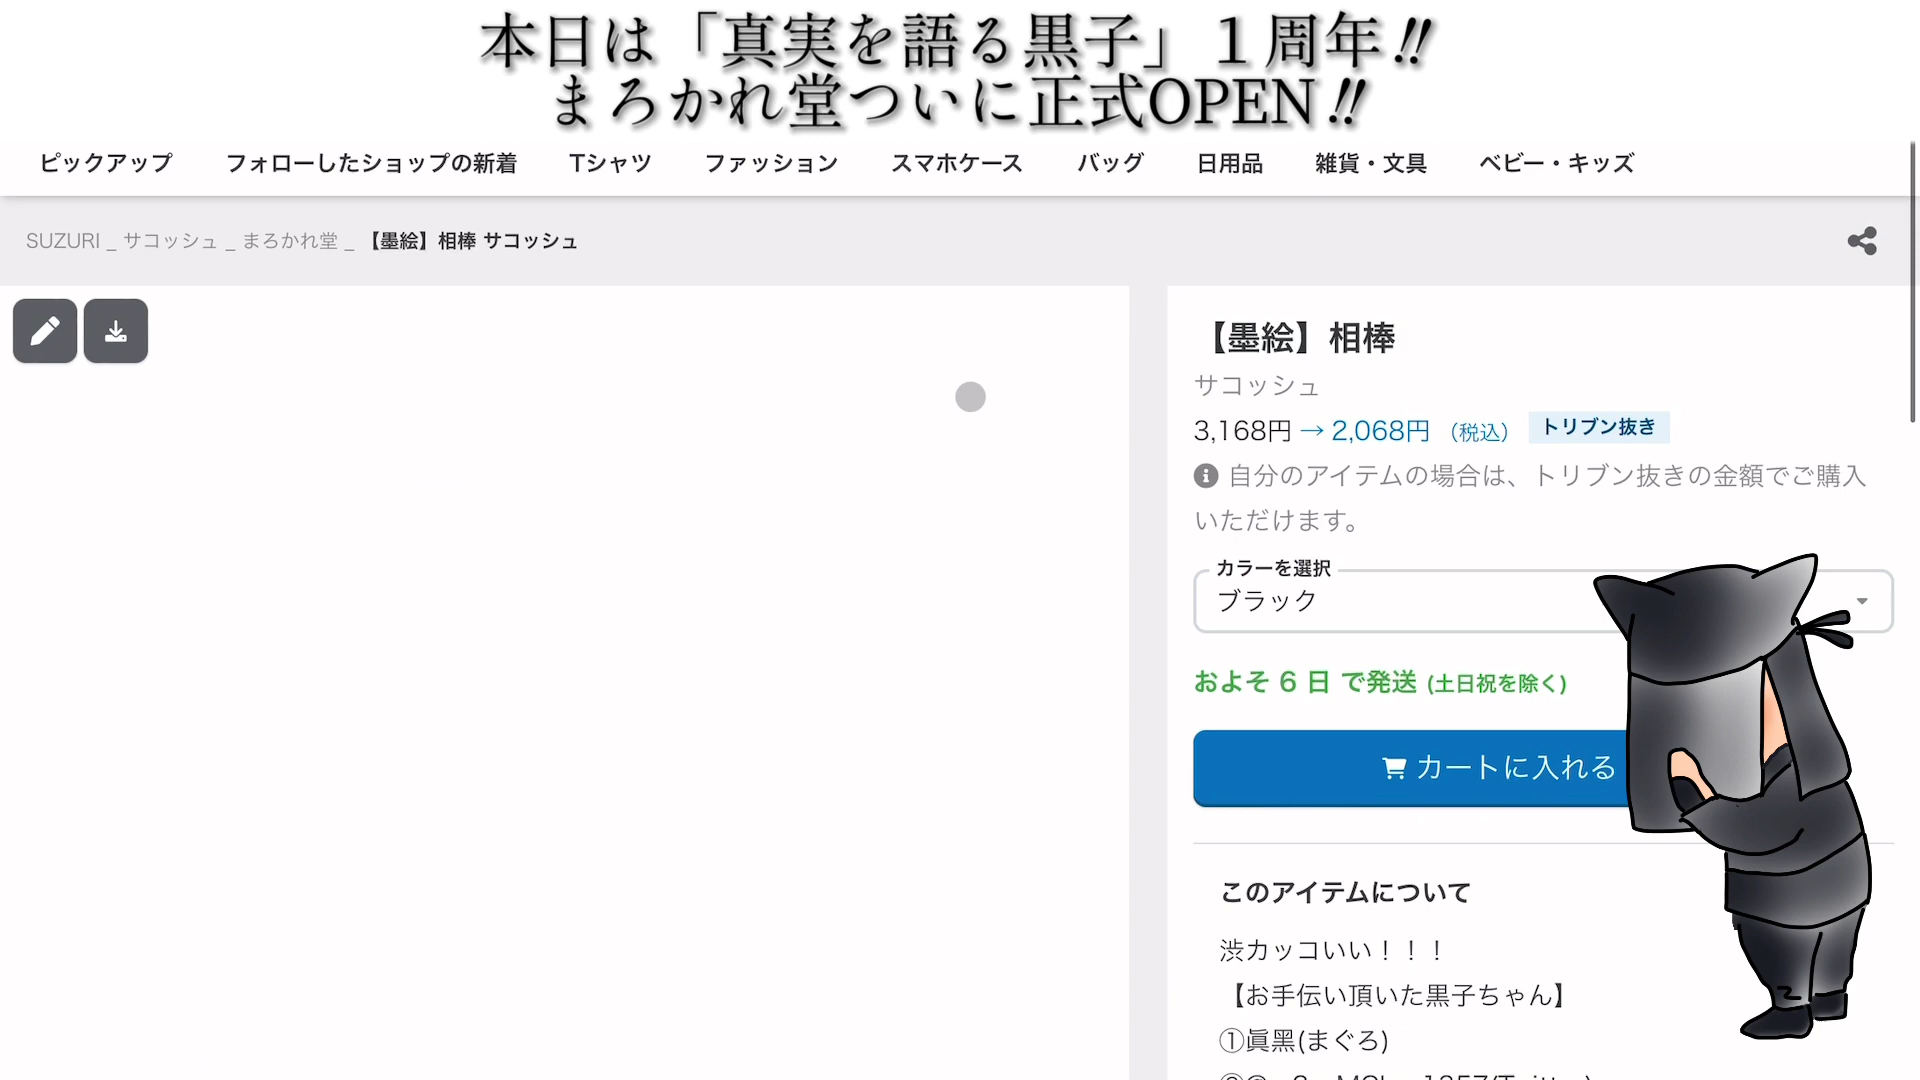 本日は「真実を語る黒子」１周年!!
まろかれ堂ついに正式OPEN!!
ピックアップ フォローしたショップの新着 Tシャツ ファッション スマホケース バッグ 日用品 雑貨・文具 ベビー・キッズ
SUZURI _ サコッシュ _ まろかれ堂 _ 【墨絵】相棒 サコッシュ
【墨絵】相棒
サコッシュ
3,168円 → 2,068円 （税込） トリブン抜き
自分のアイテムの場合は、トリブン抜きの金額でご購入
いただけます。
カラーを選択
ブラック
およそ 6 日 で発送 (土日祝を除く)
カートに入れる
このアイテムについて
渋カッコいい！！！
【お手伝い頂いた黒子ちゃん】
①眞黑(まぐろ)